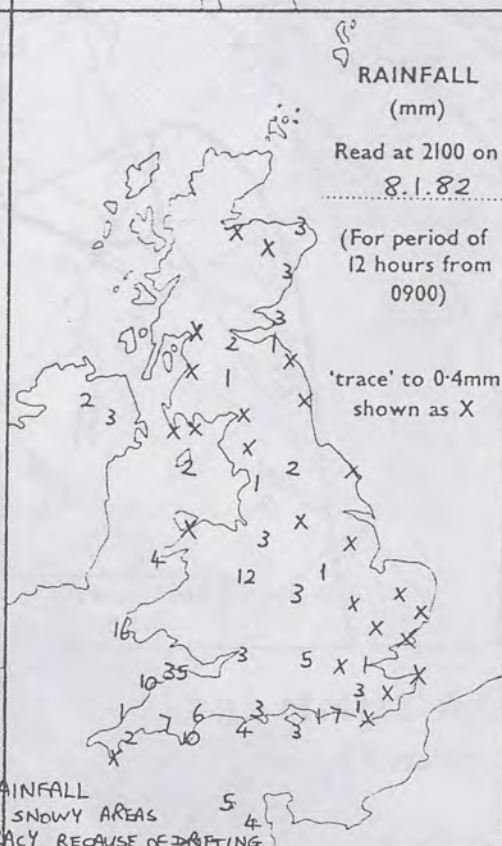 RAINFALL
(mm)
Read at 2100 on
8.1.82
(For period of
12 hours from
0900)
'trace' to 0·4mm
shown as X
3
X
X
3
3
X
2 1
X
X
1
2
X
3
X X
X
X
2
2
X
1
X
X
3
X
4
12
1
3
X
X
X
X
16
X
3
5
X
1
35
X
10
3
X
1
7
6
3
1 7
1
X
2
10
4
3
X
5
4
AINFALL
SNOWY AREAS
ACY BECAUSE OF DRIFTING